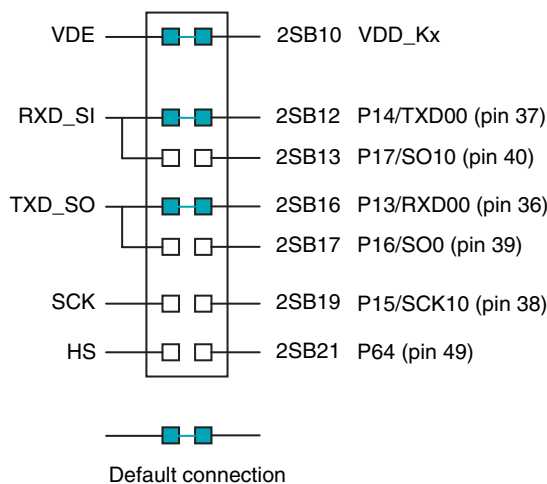 VDE 2SB10 VDD_Kx
RXD_SI 2SB12 P14/TXD00 (pin 37)
2SB13 P17/SO10 (pin 40)
TXD_SO 2SB16 P13/RXD00 (pin 36)
2SB17 P16/SO0 (pin 39)
SCK 2SB19 P15/SCK10 (pin 38)
HS 2SB21 P64 (pin 49)
Default connection